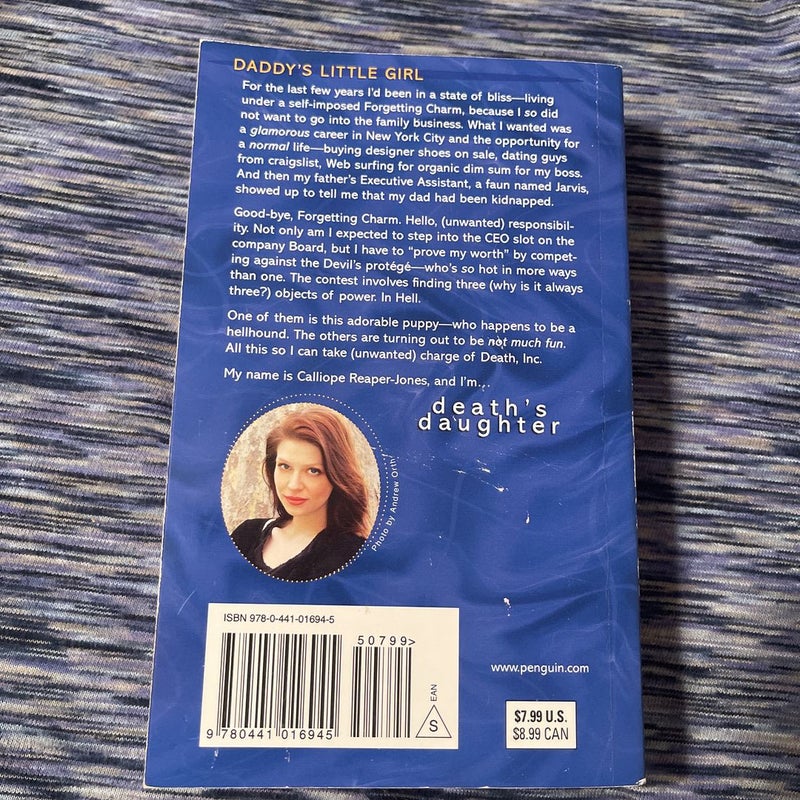 DADDY'S LITTLE GIRL
For the last few years I'd been in a state of bliss—living
under a self-imposed Forgetting Charm, because I so did
not want to go into the family business. What I wanted was
a glamorous career in New York City and the opportunity for
a normal life—buying designer shoes on sale, dating guys
from craigslist, Web surfing for organic dim sum for my boss.
And then my father's Executive Assistant, a faun named Jarvis,
showed up to tell me that my dad had been kidnapped.
Good-bye, Forgetting Charm. Hello, (unwanted) responsibil-
ity. Not only am I expected to step into the CEO slot on the
company Board, but I have to "prove my worth" by compet-
ing against the Devil's protégé—who's so hot in more ways
than one. The contest involves finding three (why is it always
three?) objects of power. In Hell.
One of them is this adorable puppy—who happens to be a
hellhound. The others are turning out to be not much fun.
All this so I can take (unwanted) charge of Death, Inc.
My name is Calliope Reaper-Jones, and I'm...
death's
daughter
Photo by Andrew Orth
ISBN 978-0-441-01694-5
50799>
9 780441 016945
EAN
S
www.penguin.com
$7.99 U.S.
$8.99 CAN